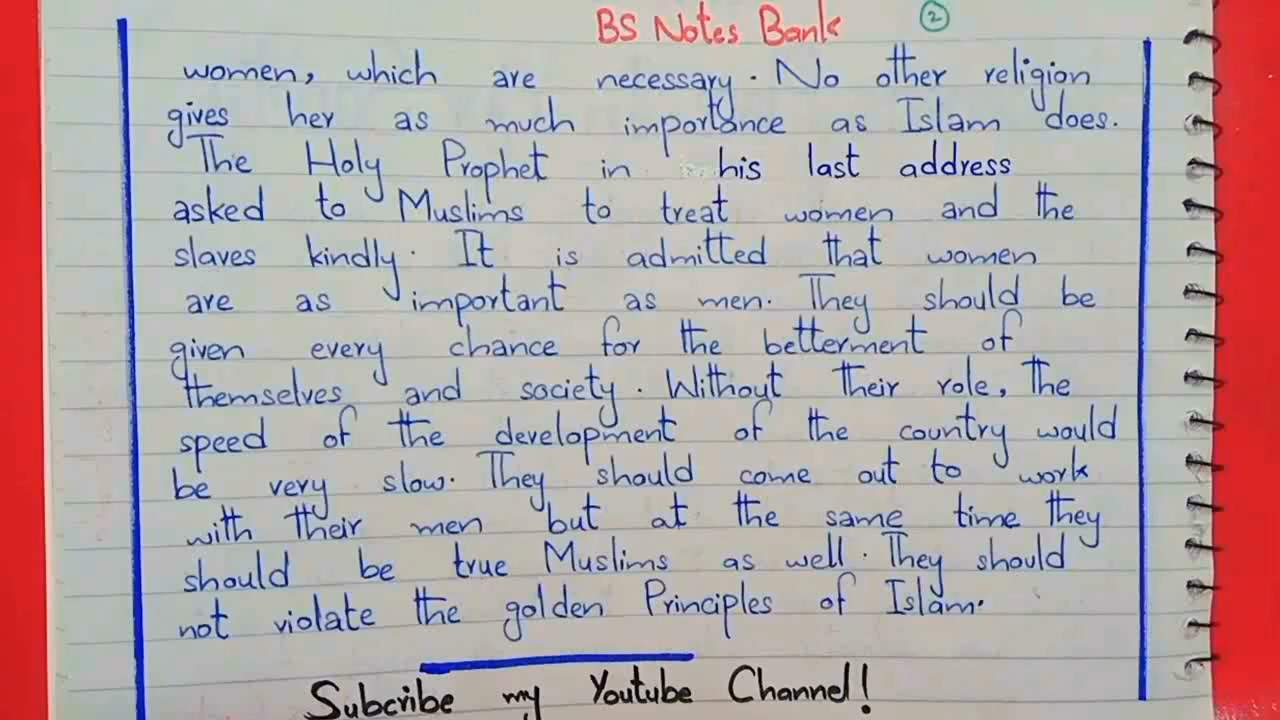 BS Notes Bank 2
women, which are necessary. No other religion
gives her as much importance as Islam does.
The Holy Prophet in his last address
asked to Muslims to treat women and the
slaves kindly. It is admitted that women
are as important as men. They should be
given every chance for the betterment of
themselves and society. Without their role, the
speed of the development of the country would
be very slow. They should come out to work
with their men but at the same time they
should be true Muslims as well. They should
not violate the golden Principles of Islam.
Subcribe my Youtube Channel!